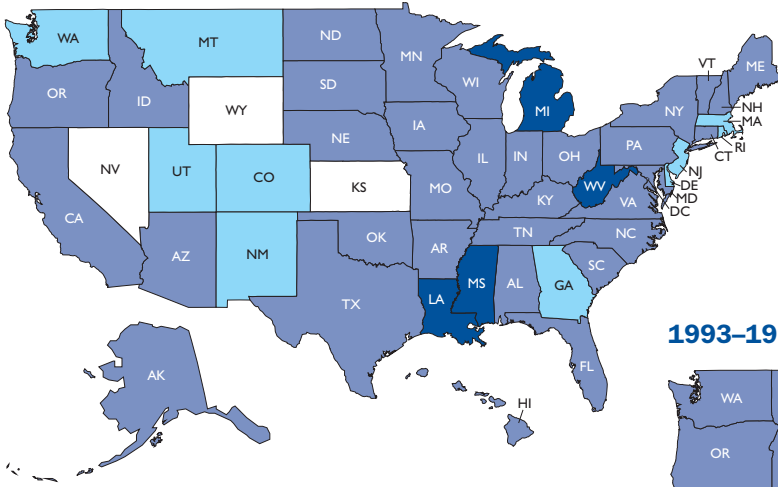 WA
MT
ND
MN
VT
ME
OR
ID
SD
WI
MI
NY
NH
MA
WY
IA
PA
RI
CT
NV
UT
NE
IL
IN
OH
NJ
DE
MD
DC
CO
KS
MO
KY
WV
VA
CA
TN
NC
AZ
NM
OK
AR
SC
MS
AL
GA
TX
LA
1993–19
FL
AK
HI
WA
OR